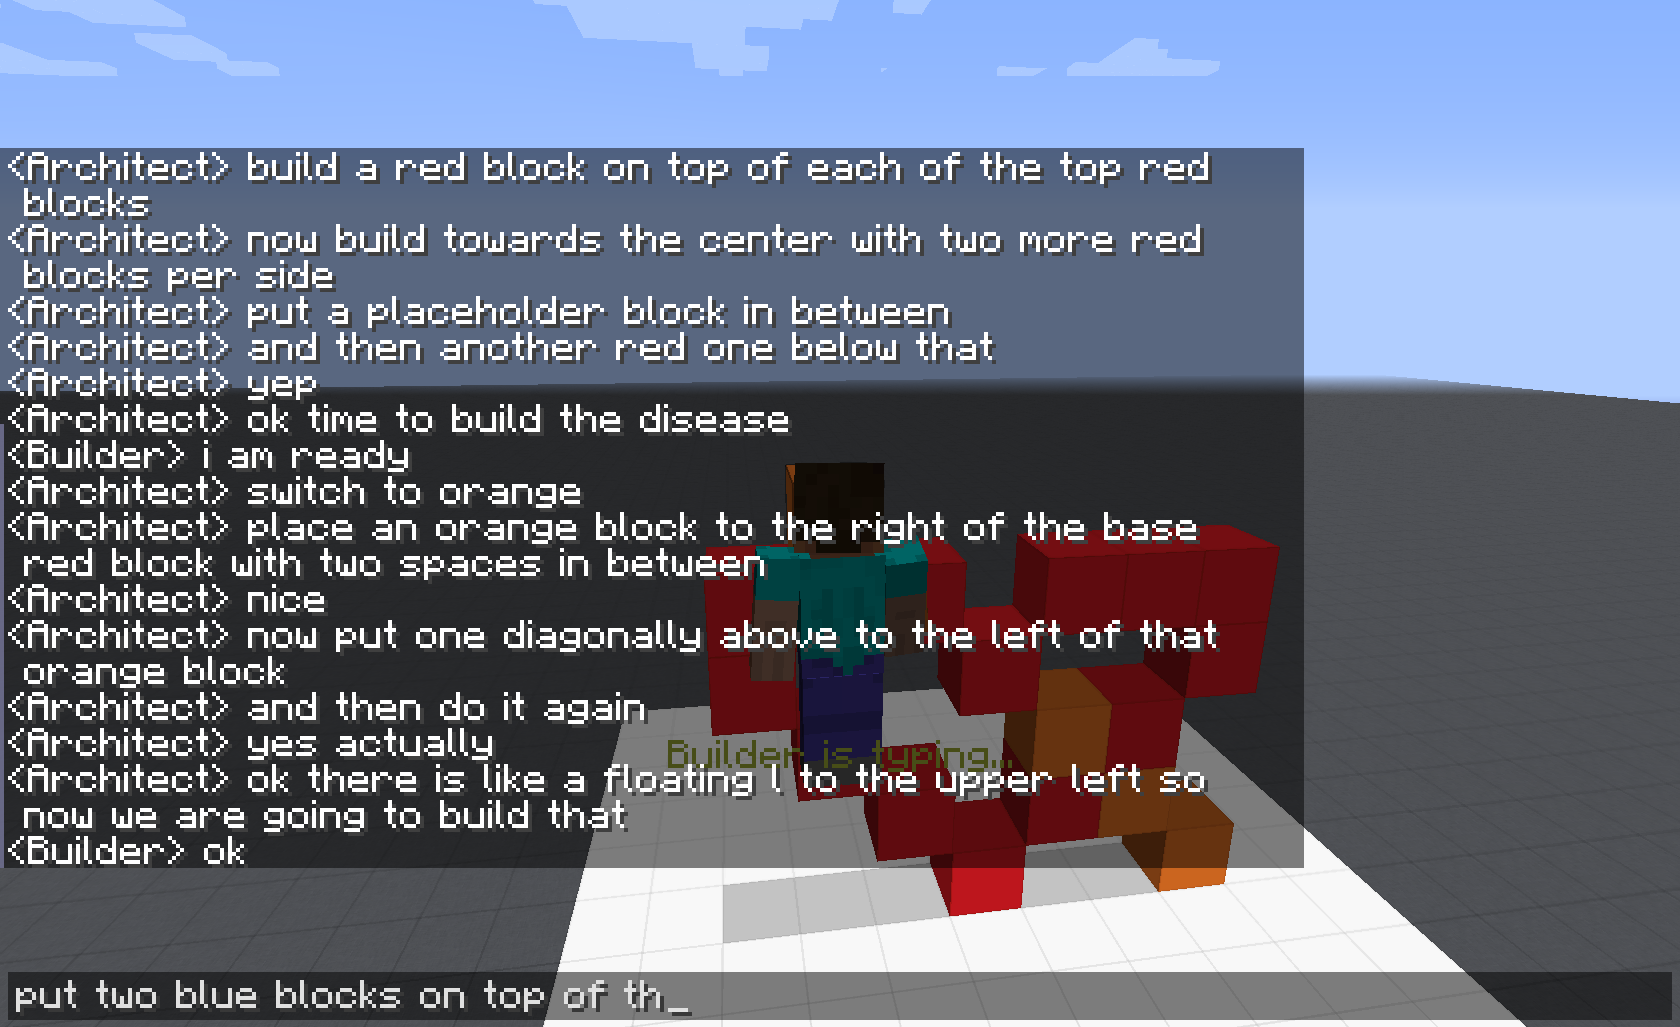 <Architect> build a red block on top of each of the top red
blocks
<Architect> now build towards the center with two more red
blocks per side
<Architect> put a placeholder block in between
<Architect> and then another red one below that
<Architect> yep
<Architect> ok time to build the disease
<Builder> i am ready
<Architect> switch to orange
<Architect> place an orange block to the right of the base
red block with two spaces in between
<Architect> nice
<Architect> now put one diagonally above to the left of that
orange block
<Architect> and then do it again
<Architect> yes actually
Builder is typing...
<Architect> ok there is like a floating l to the upper left so
now we are going to build that
<Builder> ok
put two blue blocks on top of th_